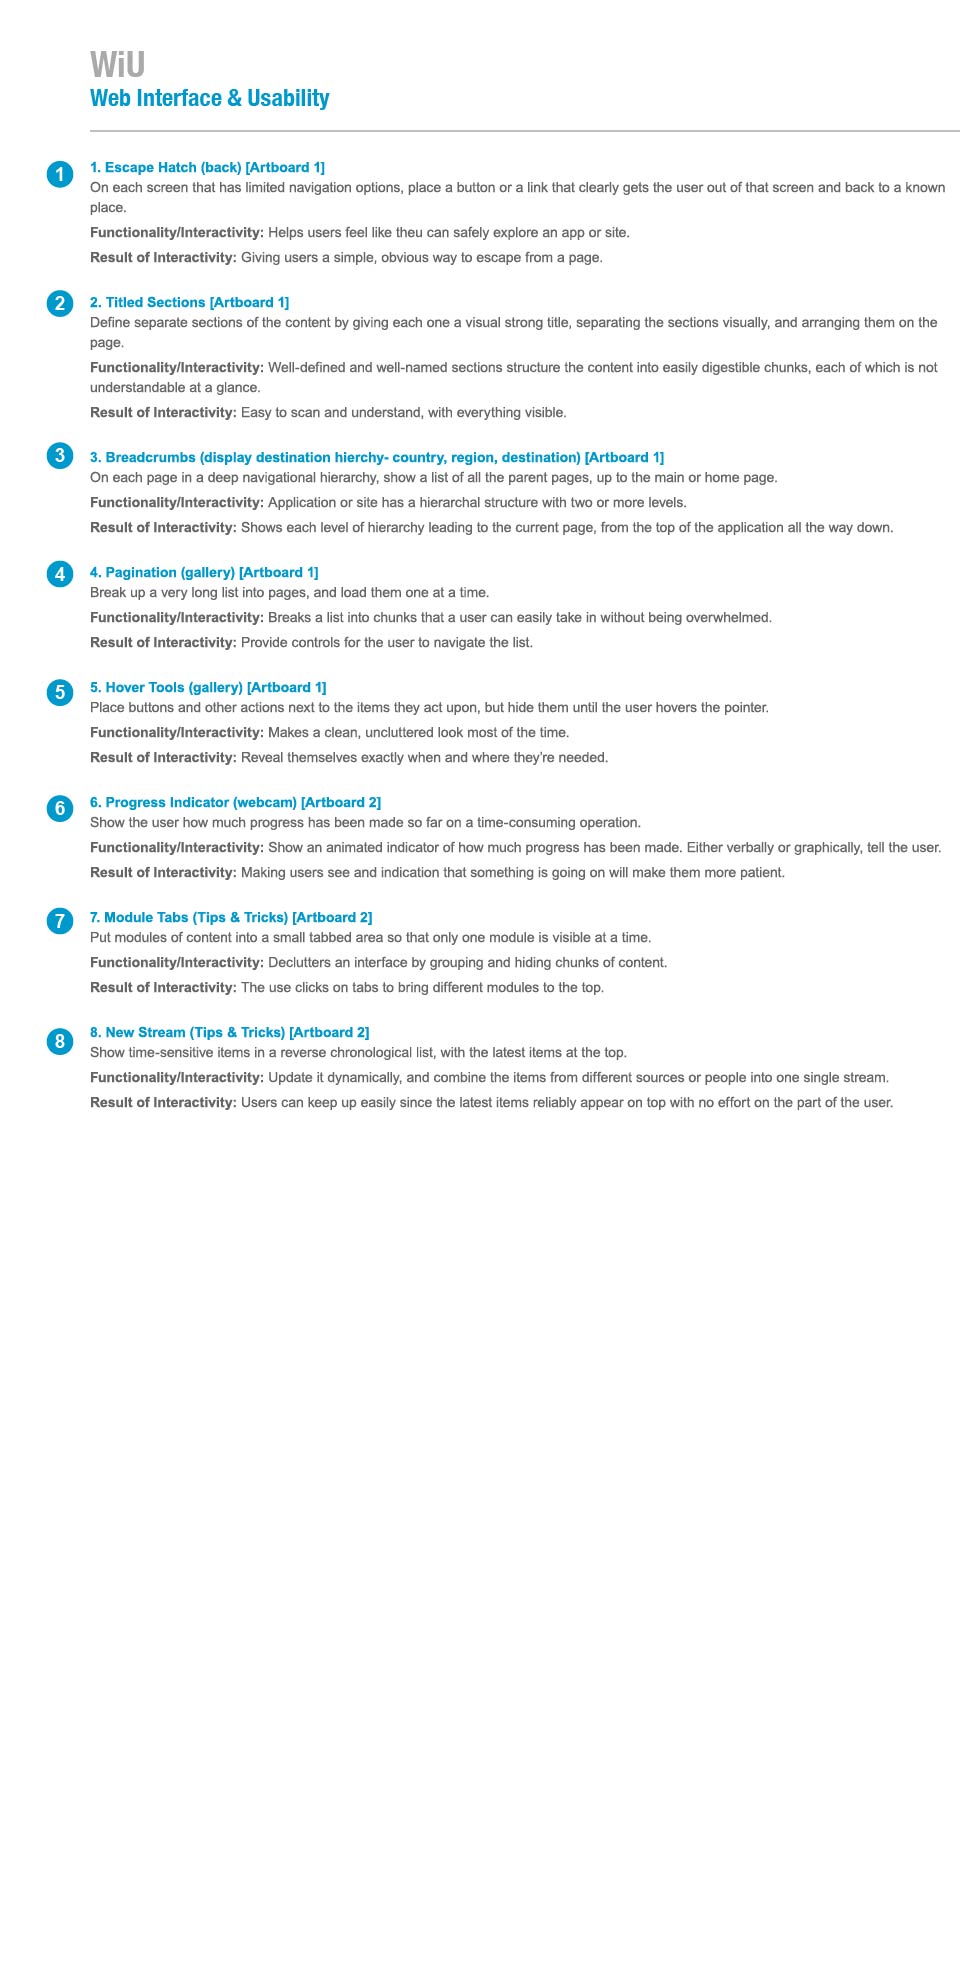 WiU
Web Interface & Usability
1
1. Escape Hatch (back) [Artboard 1]
On each screen that has limited navigation options, place a button or a link that clearly gets the user out of that screen and back to a known
place.
Functionality/Interactivity: Helps users feel like theu can safely explore an app or site.
Result of Interactivity: Giving users a simple, obvious way to escape from a page.
2
2. Titled Sections [Artboard 1]
Define separate sections of the content by giving each one a visual strong title, separating the sections visually, and arranging them on the
page.
Functionality/Interactivity: Well-defined and well-named sections structure the content into easily digestible chunks, each of which is not
understandable at a glance.
Result of Interactivity: Easy to scan and understand, with everything visible.
3
3. Breadcrumbs (display destination hierchy- country, region, destination) [Artboard 1]
On each page in a deep navigational hierarchy, show a list of all the parent pages, up to the main or home page.
Functionality/Interactivity: Application or site has a hierarchal structure with two or more levels.
Result of Interactivity: Shows each level of hierarchy leading to the current page, from the top of the application all the way down.
4
4. Pagination (gallery) [Artboard 1]
Break up a very long list into pages, and load them one at a time.
Functionality/Interactivity: Breaks a list into chunks that a user can easily take in without being overwhelmed.
Result of Interactivity: Provide controls for the user to navigate the list.
5
5. Hover Tools (gallery) [Artboard 1]
Place buttons and other actions next to the items they act upon, but hide them until the user hovers the pointer.
Functionality/Interactivity: Makes a clean, uncluttered look most of the time.
Result of Interactivity: Reveal themselves exactly when and where they’re needed.
6
6. Progress Indicator (webcam) [Artboard 2]
Show the user how much progress has been made so far on a time-consuming operation.
Functionality/Interactivity: Show an animated indicator of how much progress has been made. Either verbally or graphically, tell the user.
Result of Interactivity: Making users see and indication that something is going on will make them more patient.
7
7. Module Tabs (Tips & Tricks) [Artboard 2]
Put modules of content into a small tabbed area so that only one module is visible at a time.
Functionality/Interactivity: Declutters an interface by grouping and hiding chunks of content.
Result of Interactivity: The use clicks on tabs to bring different modules to the top.
8
8. New Stream (Tips & Tricks) [Artboard 2]
Show time-sensitive items in a reverse chronological list, with the latest items at the top.
Functionality/Interactivity: Update it dynamically, and combine the items from different sources or people into one single stream.
Result of Interactivity: Users can keep up easily since the latest items reliably appear on top with no effort on the part of the user.